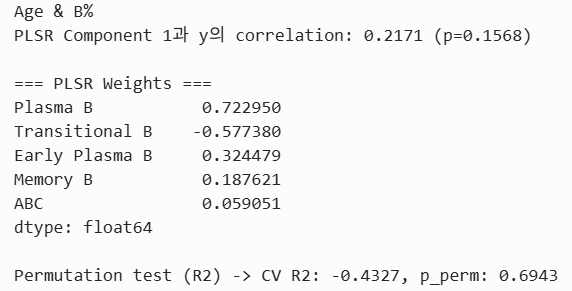 Age & B%
PLSR Component 1과 y의 correlation: 0.2171 (p=0.1568)
=== PLSR Weights ===
Plasma B 0.722950
Transitional B -0.577380
Early Plasma B 0.324479
Memory B 0.187621
ABC 0.059051
dtype: float64
Permutation test (R2) -> CV R2: -0.4327, p_perm: 0.6943